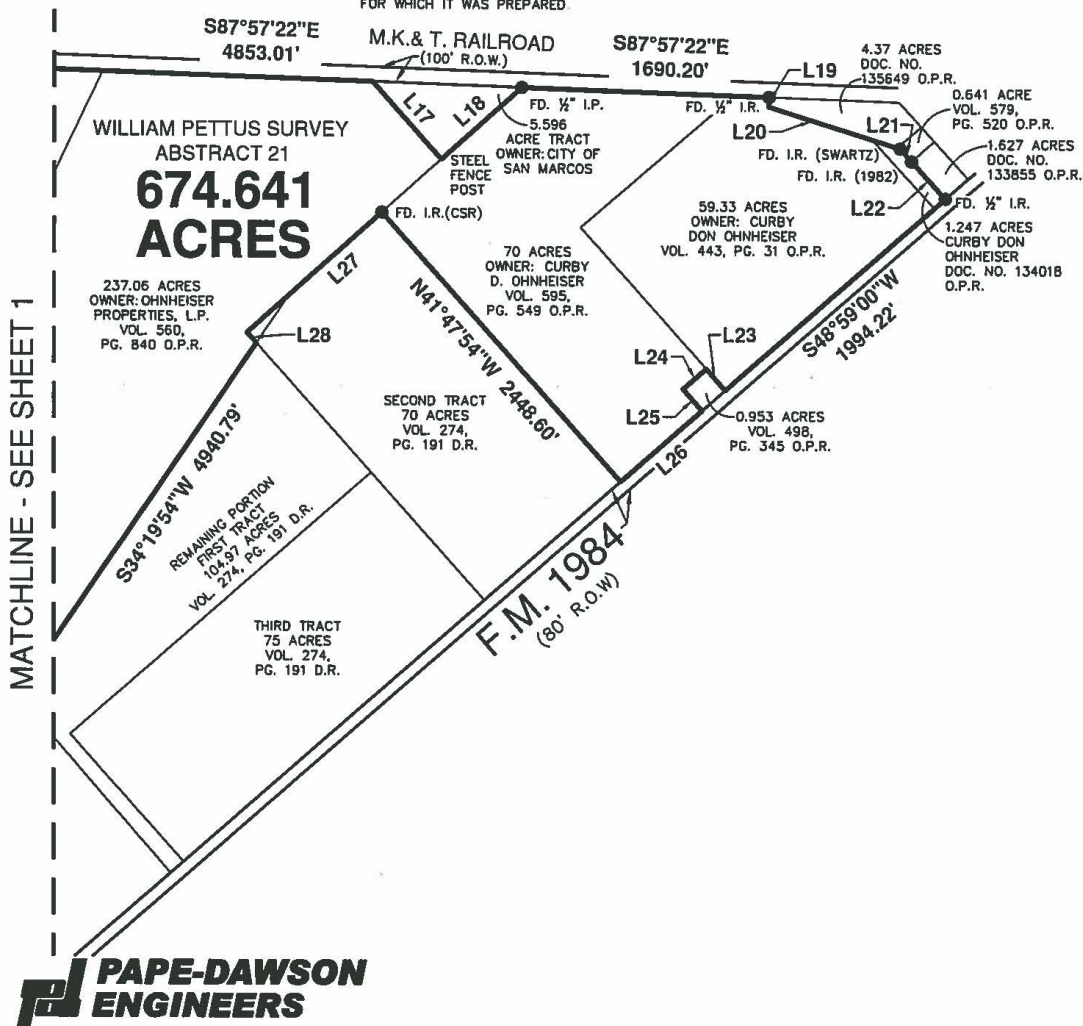 FOR WHICH IT WAS PREPARED.
S87°57'22"E
4853.01'
M.K.& T. RAILROAD
(100' R.O.W.)
S87°57'22"E
1690.20'
L19
4.37 ACRES
DOC. NO.
135649 O.P.R.
0.641 ACRE
VOL. 579,
PG. 520 O.P.R.
L17
L18
FD. ½" I.P.
FD. ½" I.R.
L20
L21
1.627 ACRES
DOC. NO.
133855 O.P.R.
WILLIAM PETTUS SURVEY
ABSTRACT 21
674.641
ACRES
5.596
ACRE TRACT
OWNER: CITY OF
SAN MARCOS
STEEL
FENCE
POST
FD. I.R. (SWARTZ)
FD. I.R. (1982)
L22
FD. ½" I.R.
FD. I.R.(CSR)
59.33 ACRES
OWNER: CURBY
DON OHNHEISER
VOL. 443, PG. 31 O.P.R.
1.247 ACRES
CURBY DON
OHNHEISER
DOC. NO. 134018
O.P.R.
L27
70 ACRES
OWNER: CURBY
D. OHNHEISER
VOL. 595,
PG. 549 O.P.R.
237.06 ACRES
OWNER: OHNHEISER
PROPERTIES, L.P.
VOL. 560,
PG. 840 O.P.R.
L28
N41°47'54"W 2448.60'
S48°59'00"W
1994.22'
L23
L24
L25
0.953 ACRES
VOL. 498,
PG. 345 O.P.R.
L26
SECOND TRACT
70 ACRES
VOL. 274,
PG. 191 D.R.
MATCHLINE - SEE SHEET 1
S34°19'54"W 4940.79'
REMAINING PORTION
FIRST TRACT
104.97 ACRES
VOL. 274, PG. 191 D.R.
F.M. 1984
(80' R.O.W)
THIRD TRACT
75 ACRES
VOL. 274,
PG. 191 D.R.
PAPE-DAWSON
ENGINEERS